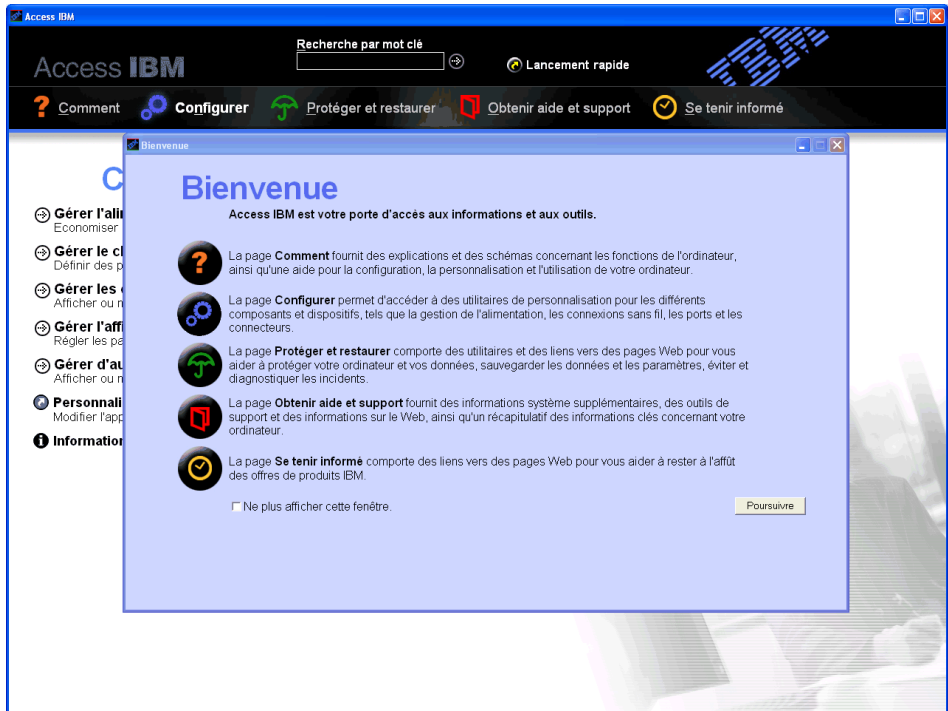 Access IBM
Recherche par mot clé
Access IBM
Lancement rapide
IBM
? Comment
Configurer
Protéger et restaurer
Obtenir aide et support
Se tenir informé
Bienvenue
C
Gérer l'alin
Economiser
Gérer le cl
Définir des p
Gérer les
Afficher ou n
Gérer l'affi
Régler les pa
Gérer d'au
Afficher ou n
Personnali
Modifier l'app
Information
Bienvenue
Access IBM est votre porte d'accès aux informations et aux outils.
?
La page Comment fournit des explications et des schémas concernant les fonctions de l'ordinateur,
ainsi qu'une aide pour la configuration, la personnalisation et l'utilisation de votre ordinateur.
La page Configurer permet d'accéder à des utilitaires de personnalisation pour les différents
composants et dispositifs, tels que la gestion de l'alimentation, les connexions sans fil, les ports et les
connecteurs.
La page Protéger et restaurer comporte des utilitaires et des liens vers des pages Web pour vous
aider à protéger votre ordinateur et vos données, sauvegarder les données et les paramètres, éviter et
diagnostiquer les incidents.
La page Obtenir aide et support fournit des informations système supplémentaires, des outils de
support et des informations sur le Web, ainsi qu'un récapitulatif des informations clés concernant votre
ordinateur.
La page Se tenir informé comporte des liens vers des pages Web pour vous aider à rester à l'affût
des offres de produits IBM.
Ne plus afficher cette fenêtre.
Poursuivre